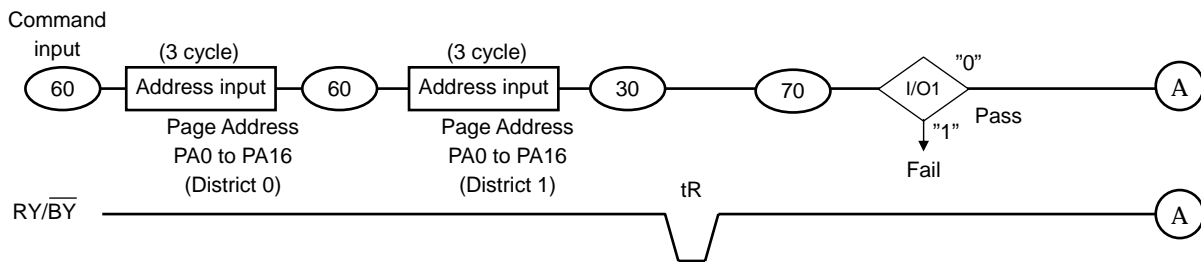 Command
input
(3 cycle)
(3 cycle)
60
Address input
60
Address input
30
70
I/O1
"0"
Pass
"1"
Fail
A
Page Address
PA0 to PA16
(District 0)
Page Address
PA0 to PA16
(District 1)
tR
RY/B̅Y̅
A